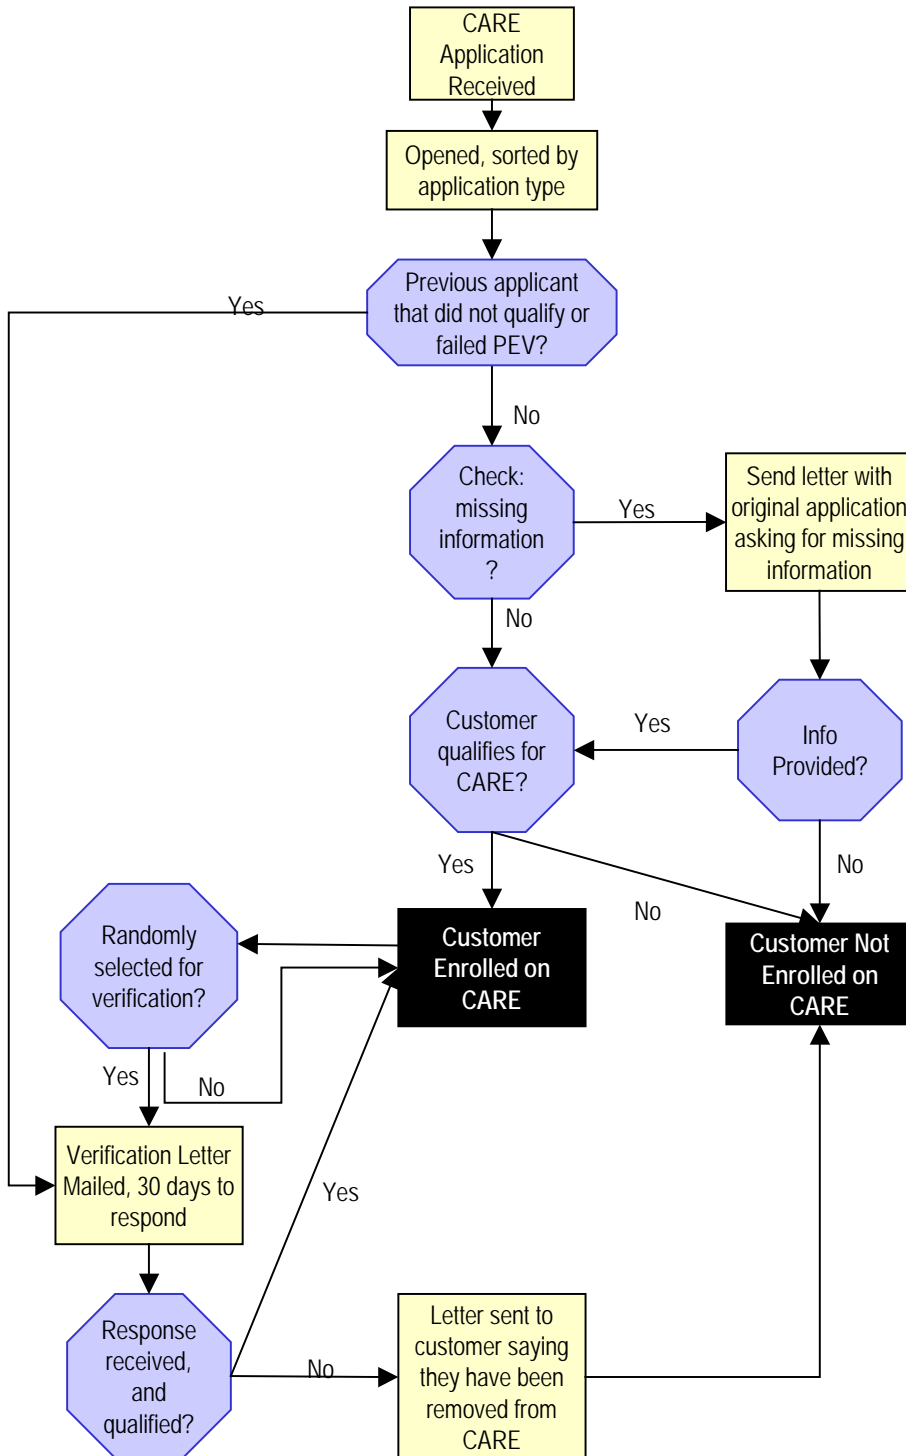 CARE
Application
Received
Opened, sorted by
application type
Previous applicant
that did not qualify or
failed PEV?
Yes
No
Check:
missing
information
?
Yes
Send letter with
original application
asking for missing
information
No
Customer
qualifies for
CARE?
Yes
Info
Provided?
Yes
No
No
Randomly
selected for
verification?
Customer
Enrolled on
CARE
Customer Not
Enrolled on
CARE
Yes
No
Verification Letter
Mailed, 30 days to
respond
Yes
Response
received,
and
qualified?
No
Letter sent to
customer saying
they have been
removed from
CARE